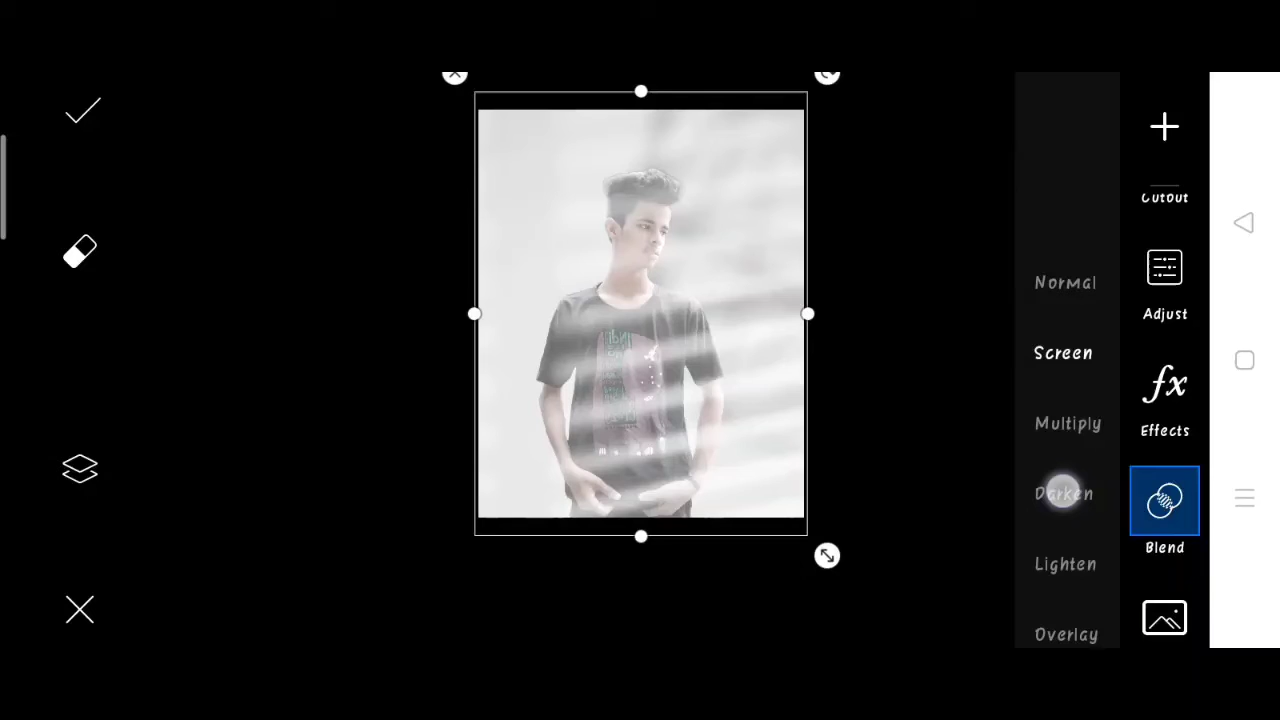 Cutout
Normal
Adjust
Screen
Multiply
Effects
Darken
Blend
Lighten
Overlay